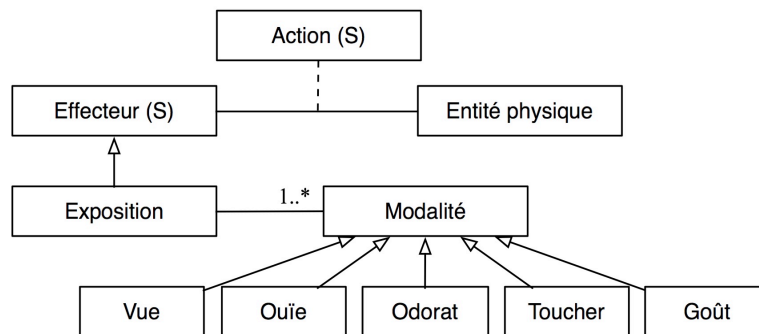 Action (S)
Effecteur (S)
Entité physique
Exposition
1..*
Modalité
Vue
Ouïe
Odorat
Toucher
Goût